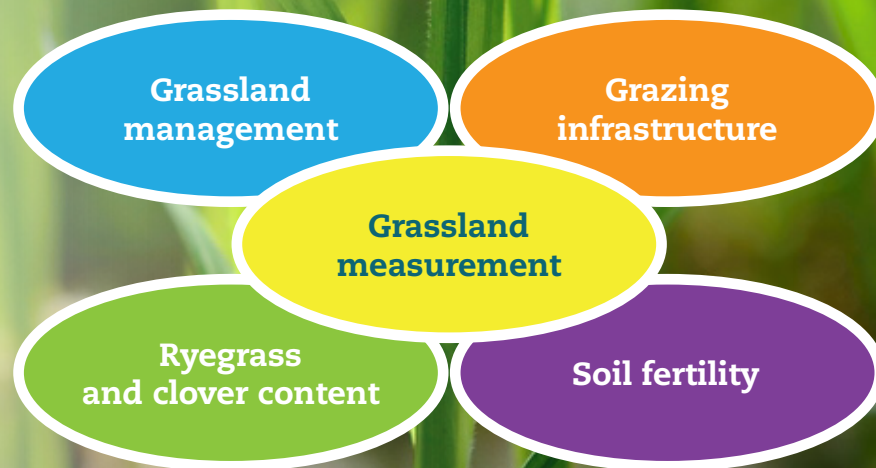 Grassland
management
Grazing
infrastructure
Grassland
measurement
Ryegrass
and clover content
Soil fertility